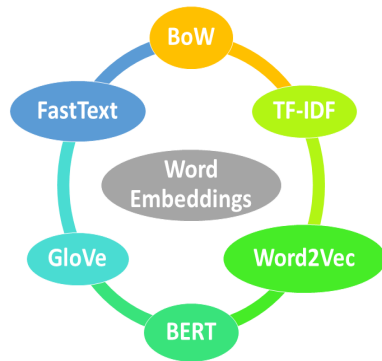 BoW
TF-IDF
Word2Vec
BERT
GloVe
FastText
Word
Embeddings